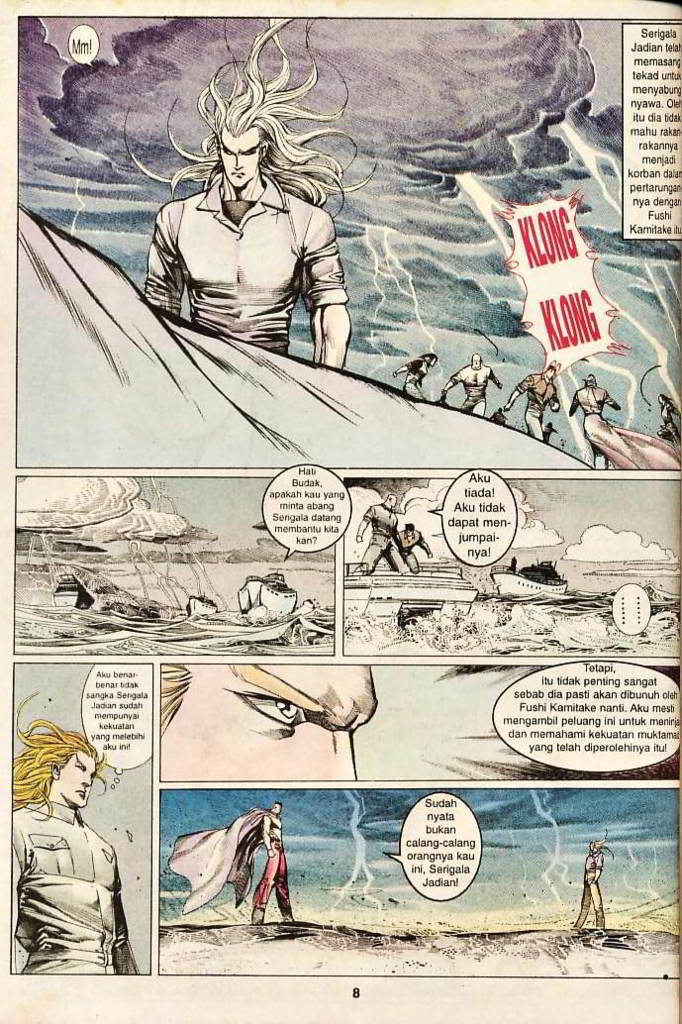 Mm!
Serigala
Jadian telah
memasang
tekad untuk
menyabung
nyawa. Oleh
itu dia tidak
mahu rakan-
rakannya
menjadi
korban dalam
pertarungan-
nya dengan
Fushi
Kamitake itu
KLONG
KLONG
Hati
Budak,
apakah kau yang
minta abang
Serigala datang
membantu kita
kan?
Aku
tiada!
Aku tidak
dapat men-
jumpai-
nya!
......
Aku benar-
benar tidak
sangka Serigala
Jadian sudah
mempunyai
kekuatan
yang melebihi
aku ini!
Tetapi,
itu tidak penting sangat
sebab dia pasti akan dibunuh oleh
Fushi Kamitake nanti. Aku mesti
mengambil peluang ini untuk meninjau
dan memahami kekuatan muktamad
yang telah diperolehinya itu!
Sudah
nyata
bukan
calang-calang
orangnya kau
ini, Serigala
Jadian!
8